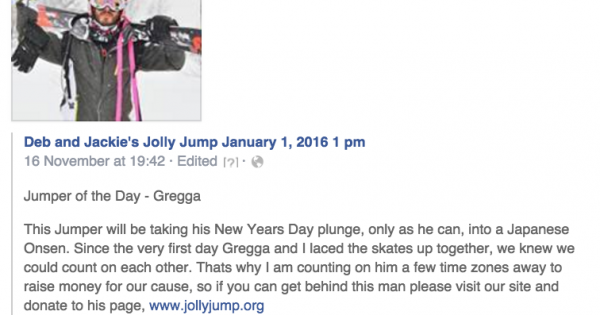 Deb and Jackie's Jolly Jump January 1, 2016 1 pm
16 November at 19:42 · Edited [?] ·
Jumper of the Day - Gregga
This Jumper will be taking his New Years Day plunge, only as he can, into a Japanese
Onsen. Since the very first day Gregga and I laced the skates up together, we knew we
could count on each other. Thats why I am counting on him a few time zones away to
raise money for our cause, so if you can get behind this man please visit our site and
donate to his page, www.jollyjump.org